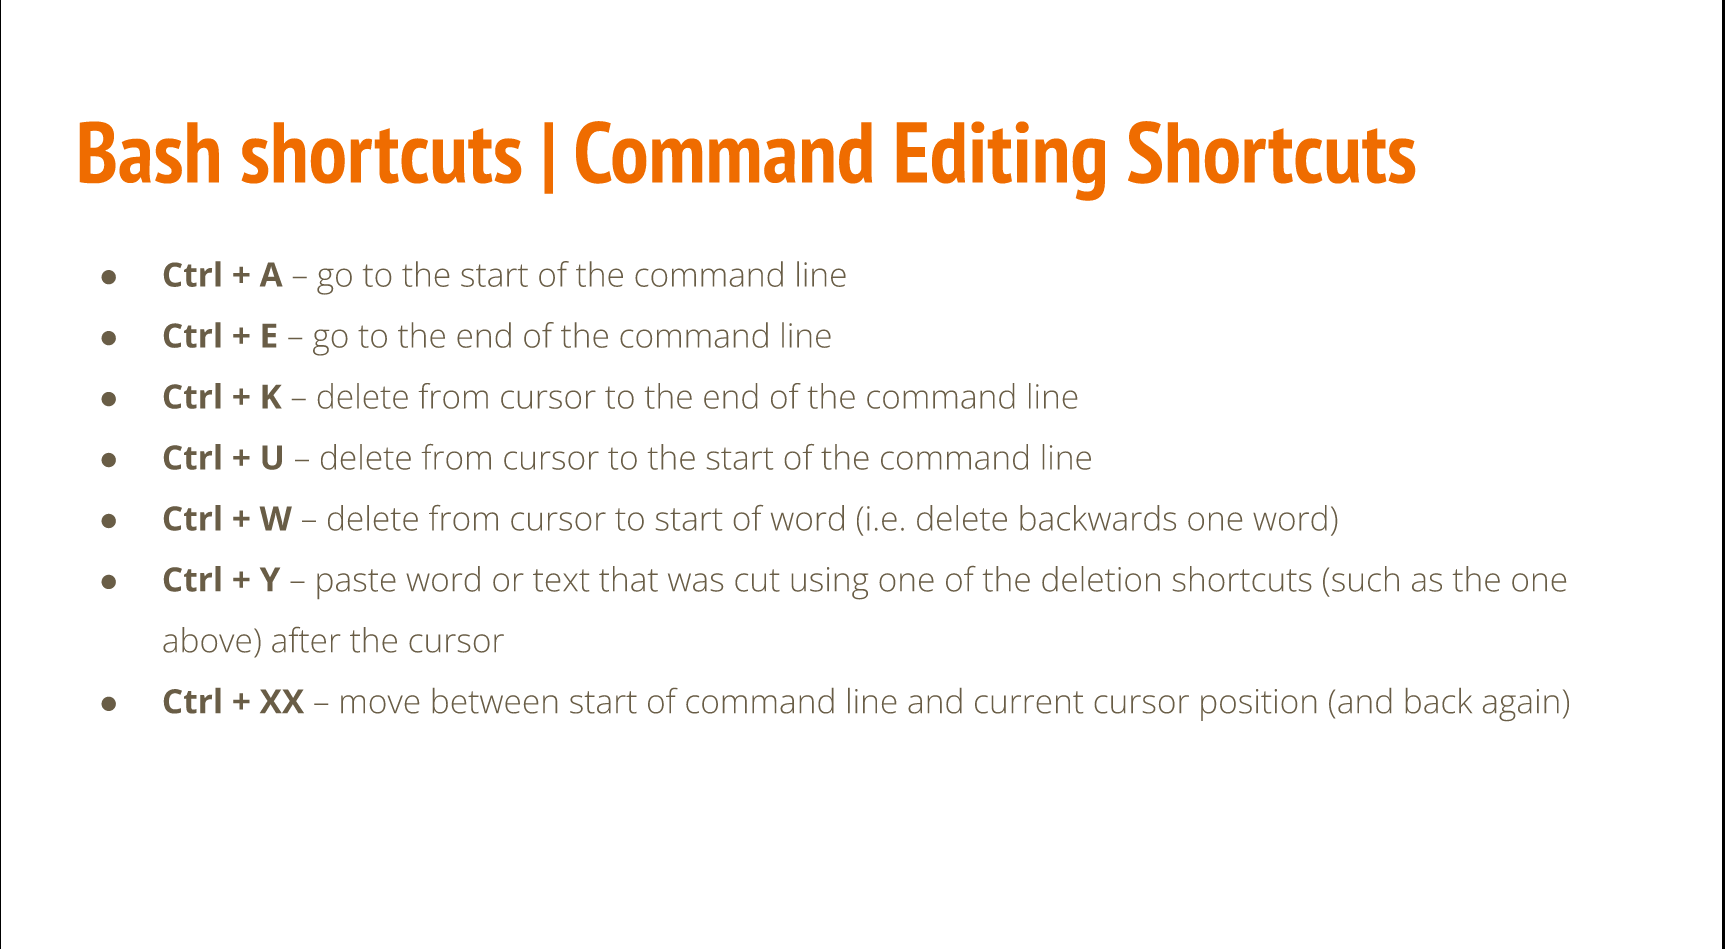 Bash shortcuts | Command Editing Shortcuts
● Ctrl + A – go to the start of the command line
● Ctrl + E – go to the end of the command line
● Ctrl + K – delete from cursor to the end of the command line
● Ctrl + U – delete from cursor to the start of the command line
● Ctrl + W – delete from cursor to start of word (i.e. delete backwards one word)
● Ctrl + Y – paste word or text that was cut using one of the deletion shortcuts (such as the one
above) after the cursor
● Ctrl + XX – move between start of command line and current cursor position (and back again)